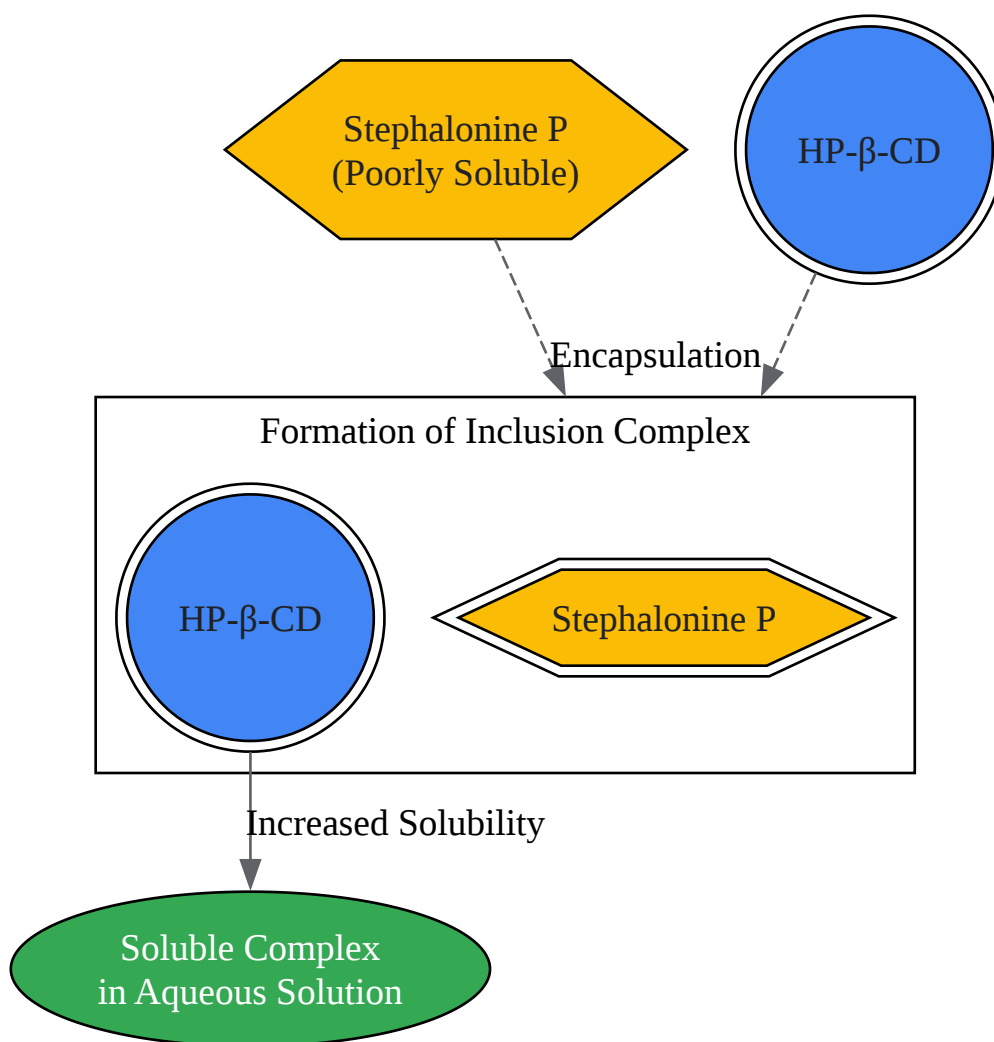 Stephalonine P
(Poorly Soluble)
HP-β-CD
Encapsulation
Formation of Inclusion Complex
HP-β-CD
Stephalonine P
Increased Solubility
Soluble Complex
in Aqueous Solution